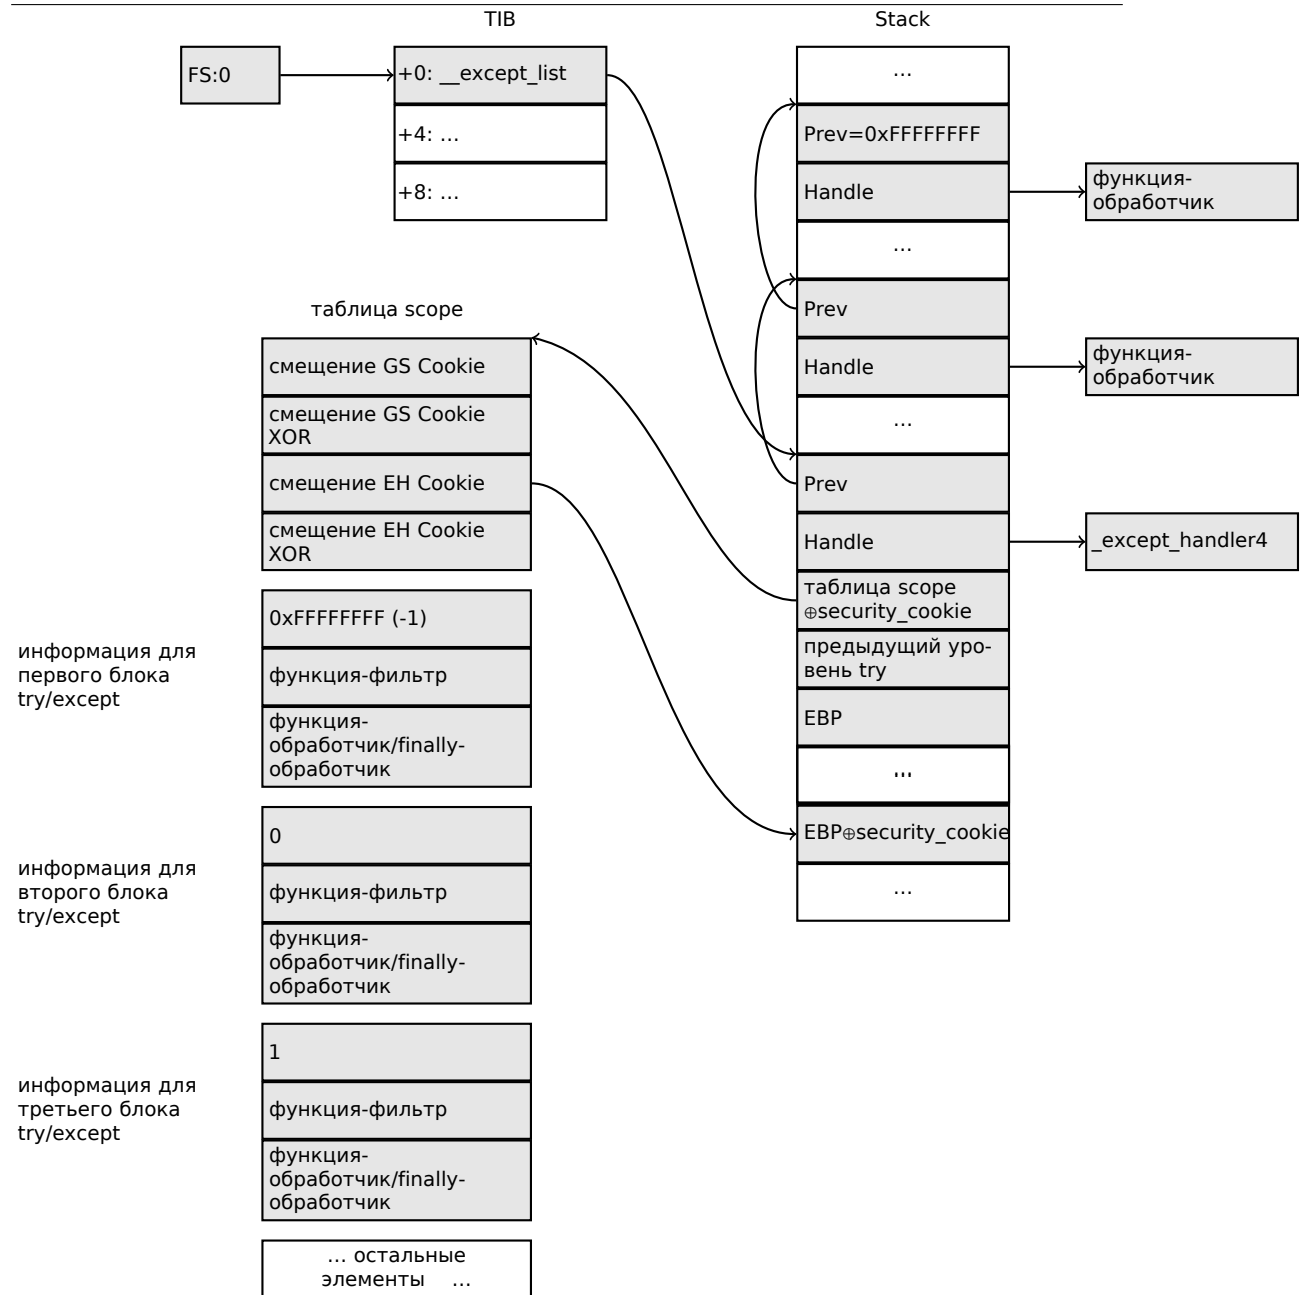 TIB
Stack
FS:0
+0: __except_list
+4: …
+8: …
…
Prev=0xFFFFFFFF
Handle
функция-
обработчик
…
Prev
Handle
функция-
обработчик
…
Prev
Handle
_except_handler4
таблица scope
⊕security_cookie
предыдущий уро-
вень try
EBP
…
EBP⊕security_cookie
…
таблица scope
смещение GS Cookie
смещение GS Cookie
XOR
смещение EH Cookie
смещение EH Cookie
XOR
информация для
первого блока
try/except
0xFFFFFFFF (-1)
функция-фильтр
функция-
обработчик/finally-
обработчик
информация для
второго блока
try/except
0
функция-фильтр
функция-
обработчик/finally-
обработчик
информация для
третьего блока
try/except
1
функция-фильтр
функция-
обработчик/finally-
обработчик
… остальные
элементы …